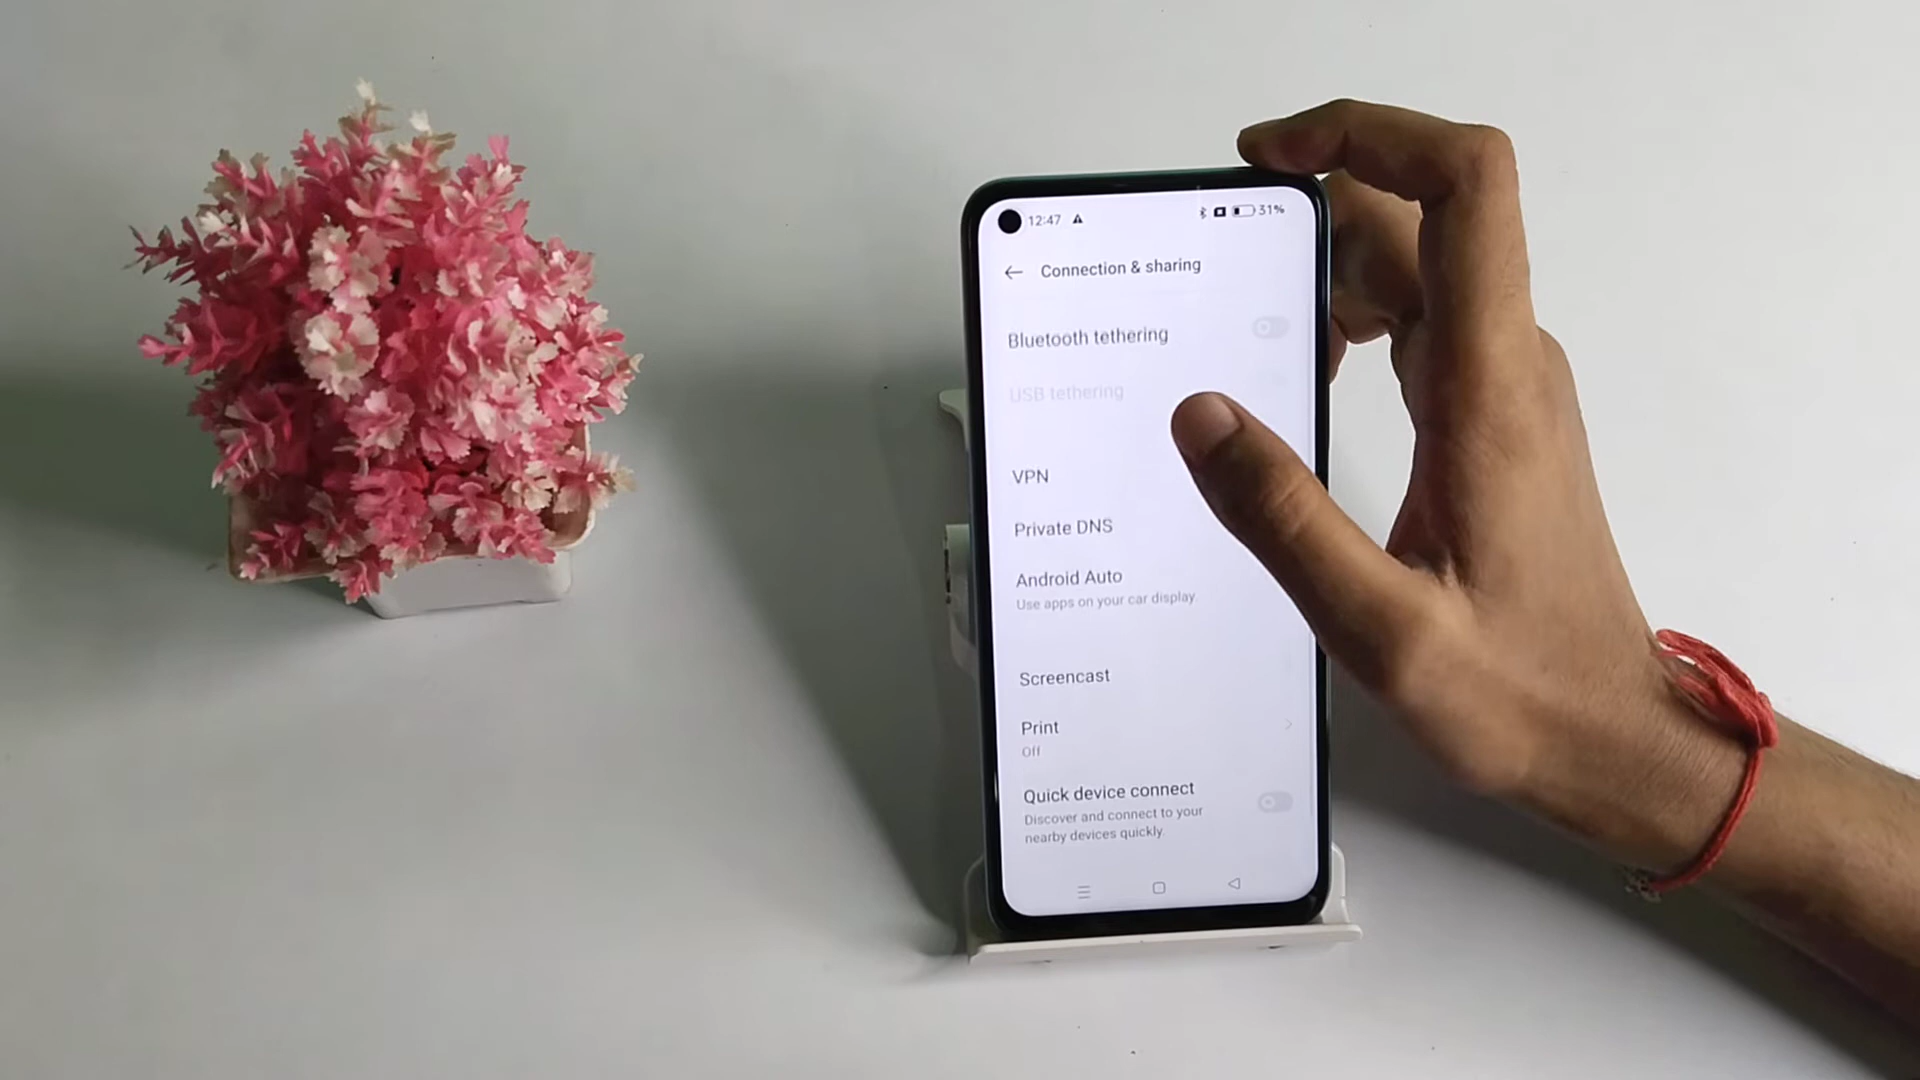 12:47 31%
Connection & sharing
Bluetooth tethering
USB tethering
VPN
Private DNS
Android Auto
Use apps on your car display
Screencast
Print
Off
Quick device connect
Discover and connect to your
nearby devices quickly